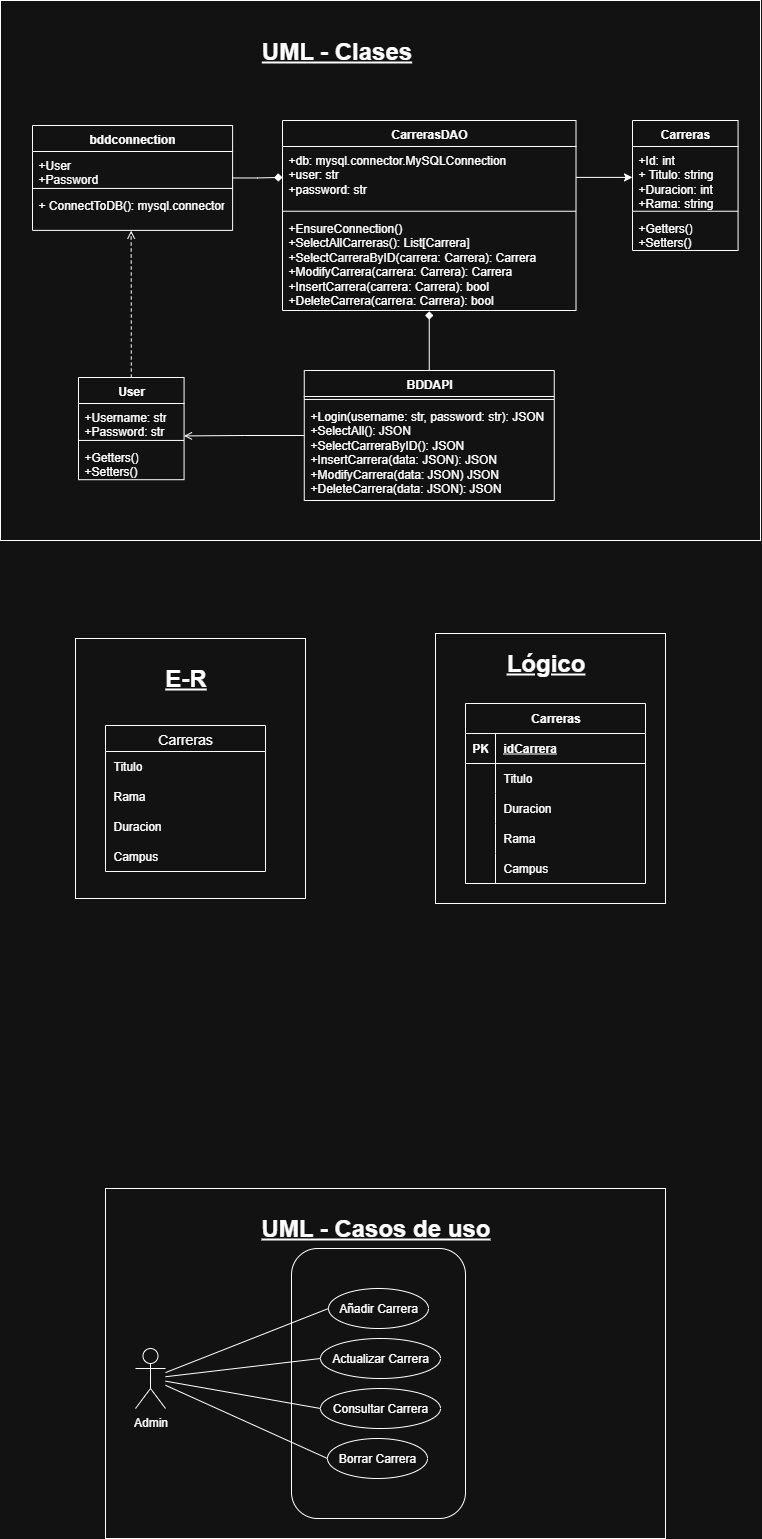 UML - Clases
bddconnection
+User
+Password
+ ConnectToDB(): mysql.connector
CarrerasDAO
+db: mysql.connector.MySQLConnection
+user: str
+password: str
+EnsureConnection()
+SelectAllCarreras(): List[Carrera]
+SelectCarreraByID(carrera: Carrera): Carrera
+ModifyCarrera(carrera: Carrera): Carrera
+InsertCarrera(carrera: Carrera): bool
+DeleteCarrera(carrera: Carrera): bool
Carreras
+Id: int
+ Titulo: string
+Duracion: int
+Rama: string
+Getters()
+Setters()
User
+Username: str
+Password: str
+Getters()
+Setters()
BDDAPI
+Login(username: str, password: str): JSON
+SelectAll(): JSON
+SelectCarreraByID(): JSON
+InsertCarrera(data: JSON): JSON
+ModifyCarrera(data: JSON) JSON
+DeleteCarrera(data: JSON): JSON
E-R
Carreras
Titulo
Rama
Duracion
Campus
Lógico
Carreras
PK idCarrera
Titulo
Duracion
Rama
Campus
UML - Casos de uso
Añadir Carrera
Actualizar Carrera
Consultar Carrera
Borrar Carrera
Admin